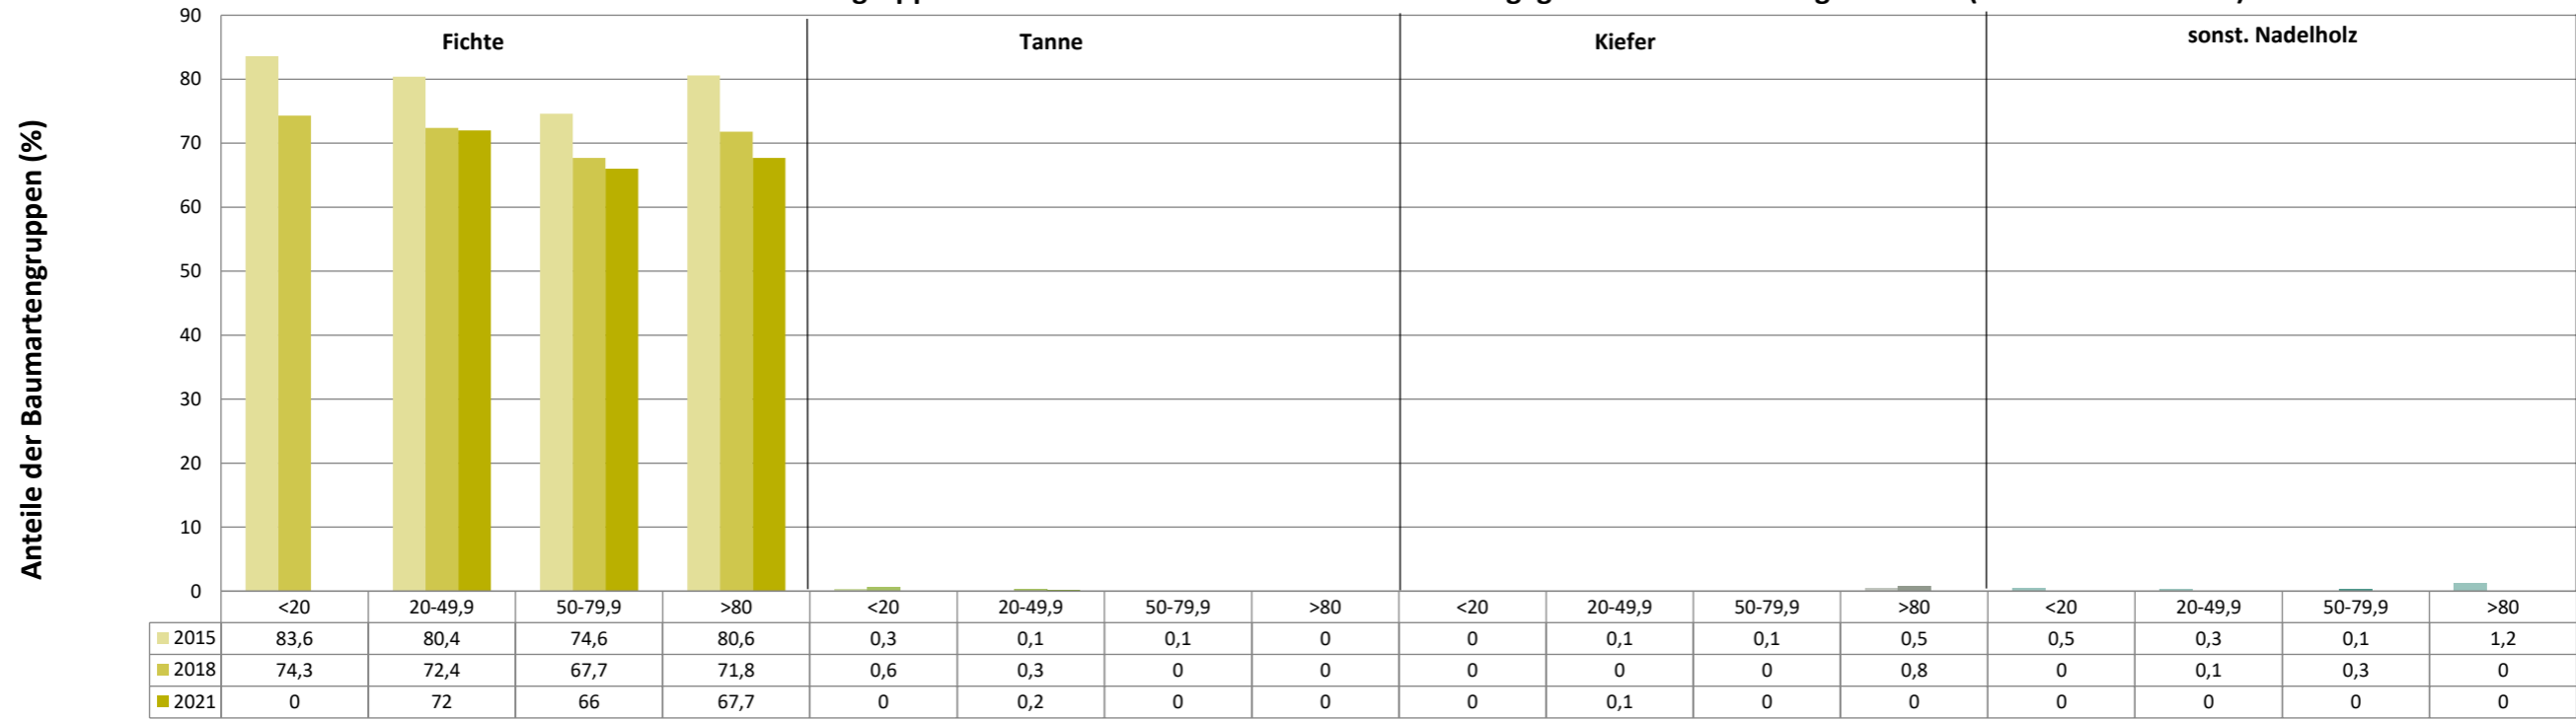 Anteile der Baumartengruppen (%)
Fichte Tanne Kiefer sonst. Nadelholz
90
80
70
60
50
40
30
20
10
0
<20 20-49,9 50-79,9 >80 <20 20-49,9 50-79,9 >80 <20 20-49,9 50-79,9 >80 <20 20-49,9 50-79,9 >80
2015 83,6 80,4 74,6 80,6 0,3 0,1 0,1 0 0 0,1 0,1 0,5 0,5 0,3 0,1 1,2
2018 74,3 72,4 67,7 71,8 0,6 0,3 0 0 0 0 0 0,8 0 0,1 0,3 0
2021 0 72 66 67,7 0 0,2 0 0 0 0,1 0 0 0 0 0 0